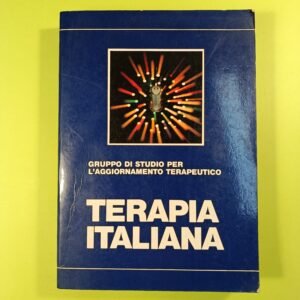 GRUPPO DI STUDIO PER
L'AGGIORNAMENTO TERAPEUTICO
TERAPIA
ITALIANA